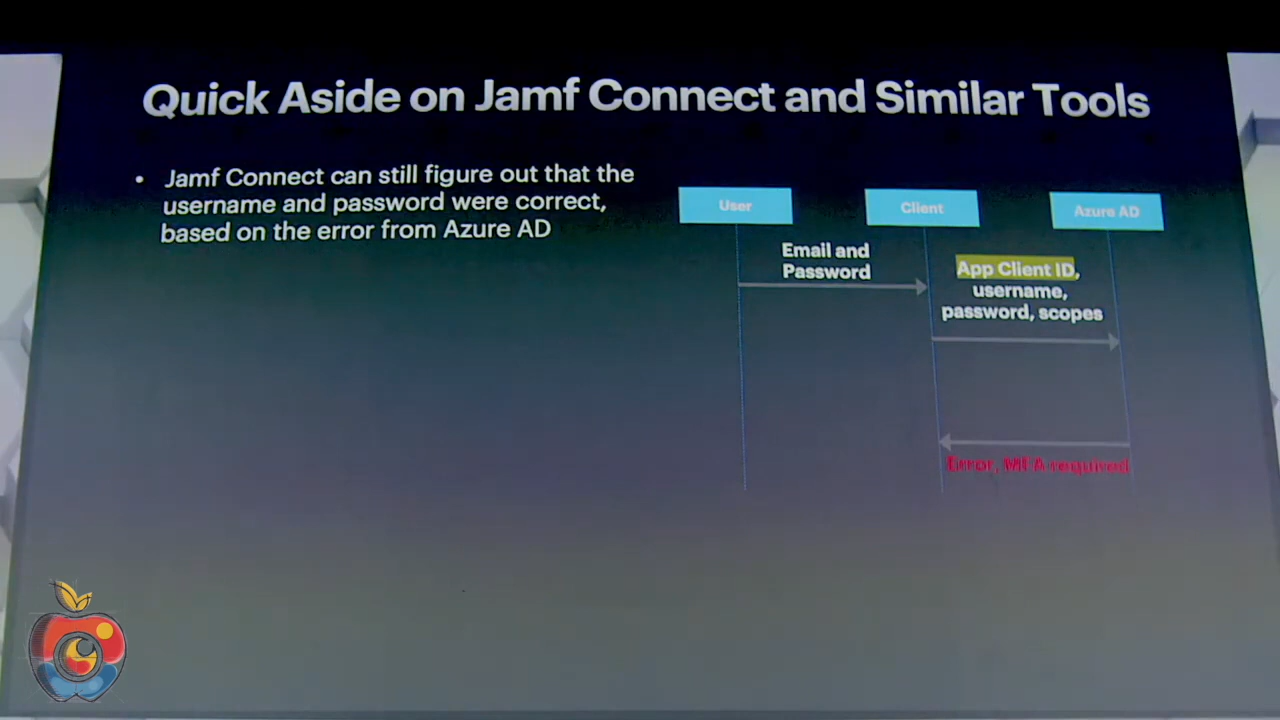 Quick Aside on Jamf Connect and Similar Tools
• Jamf Connect can still figure out that the
username and password were correct,
based on the error from Azure AD
User
Client
Azure AD
Email and
Password
App Client ID,
username,
password, scopes
Error, MFA required